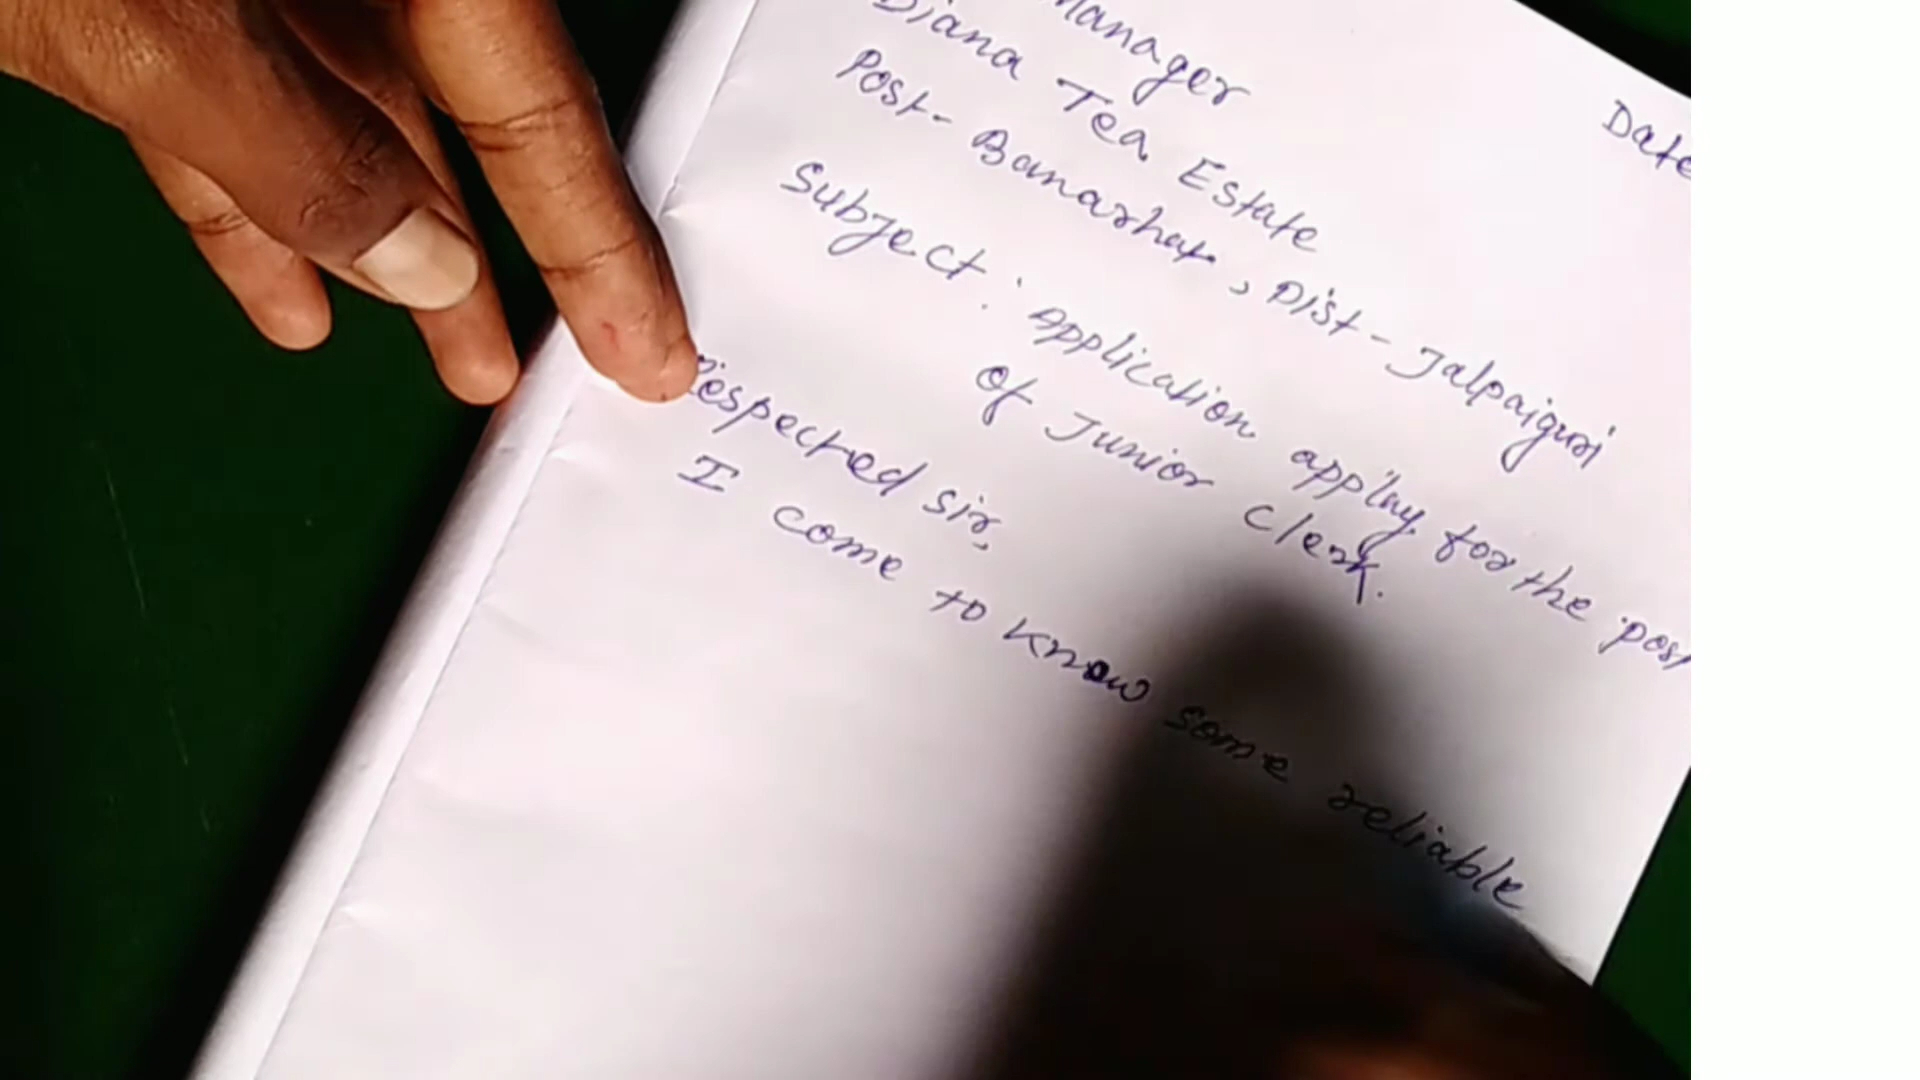 Manager
Date
Diana Tea Estate
Post- Banarhat, Dist- Jalpaiguri
Subject: Application applny for the post
of Junior Clerk.
Respected sir,
I come to know some reliable